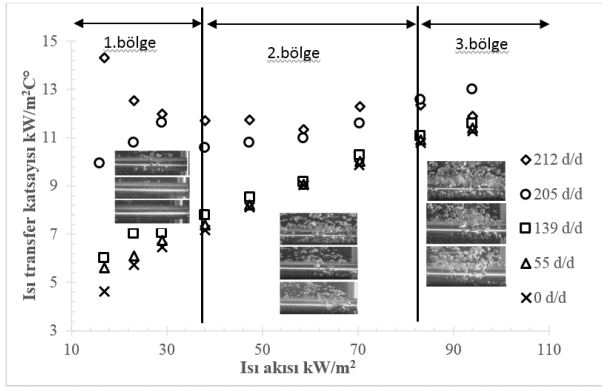 1.bölge
2.bölge
3.bölge
Isı transfer katsayısı kW/m²C°
15
13
11
9
7
5
3
10
30
50
70
90
110
Isı akısı kW/m²
212 d/d
205 d/d
139 d/d
55 d/d
0 d/d